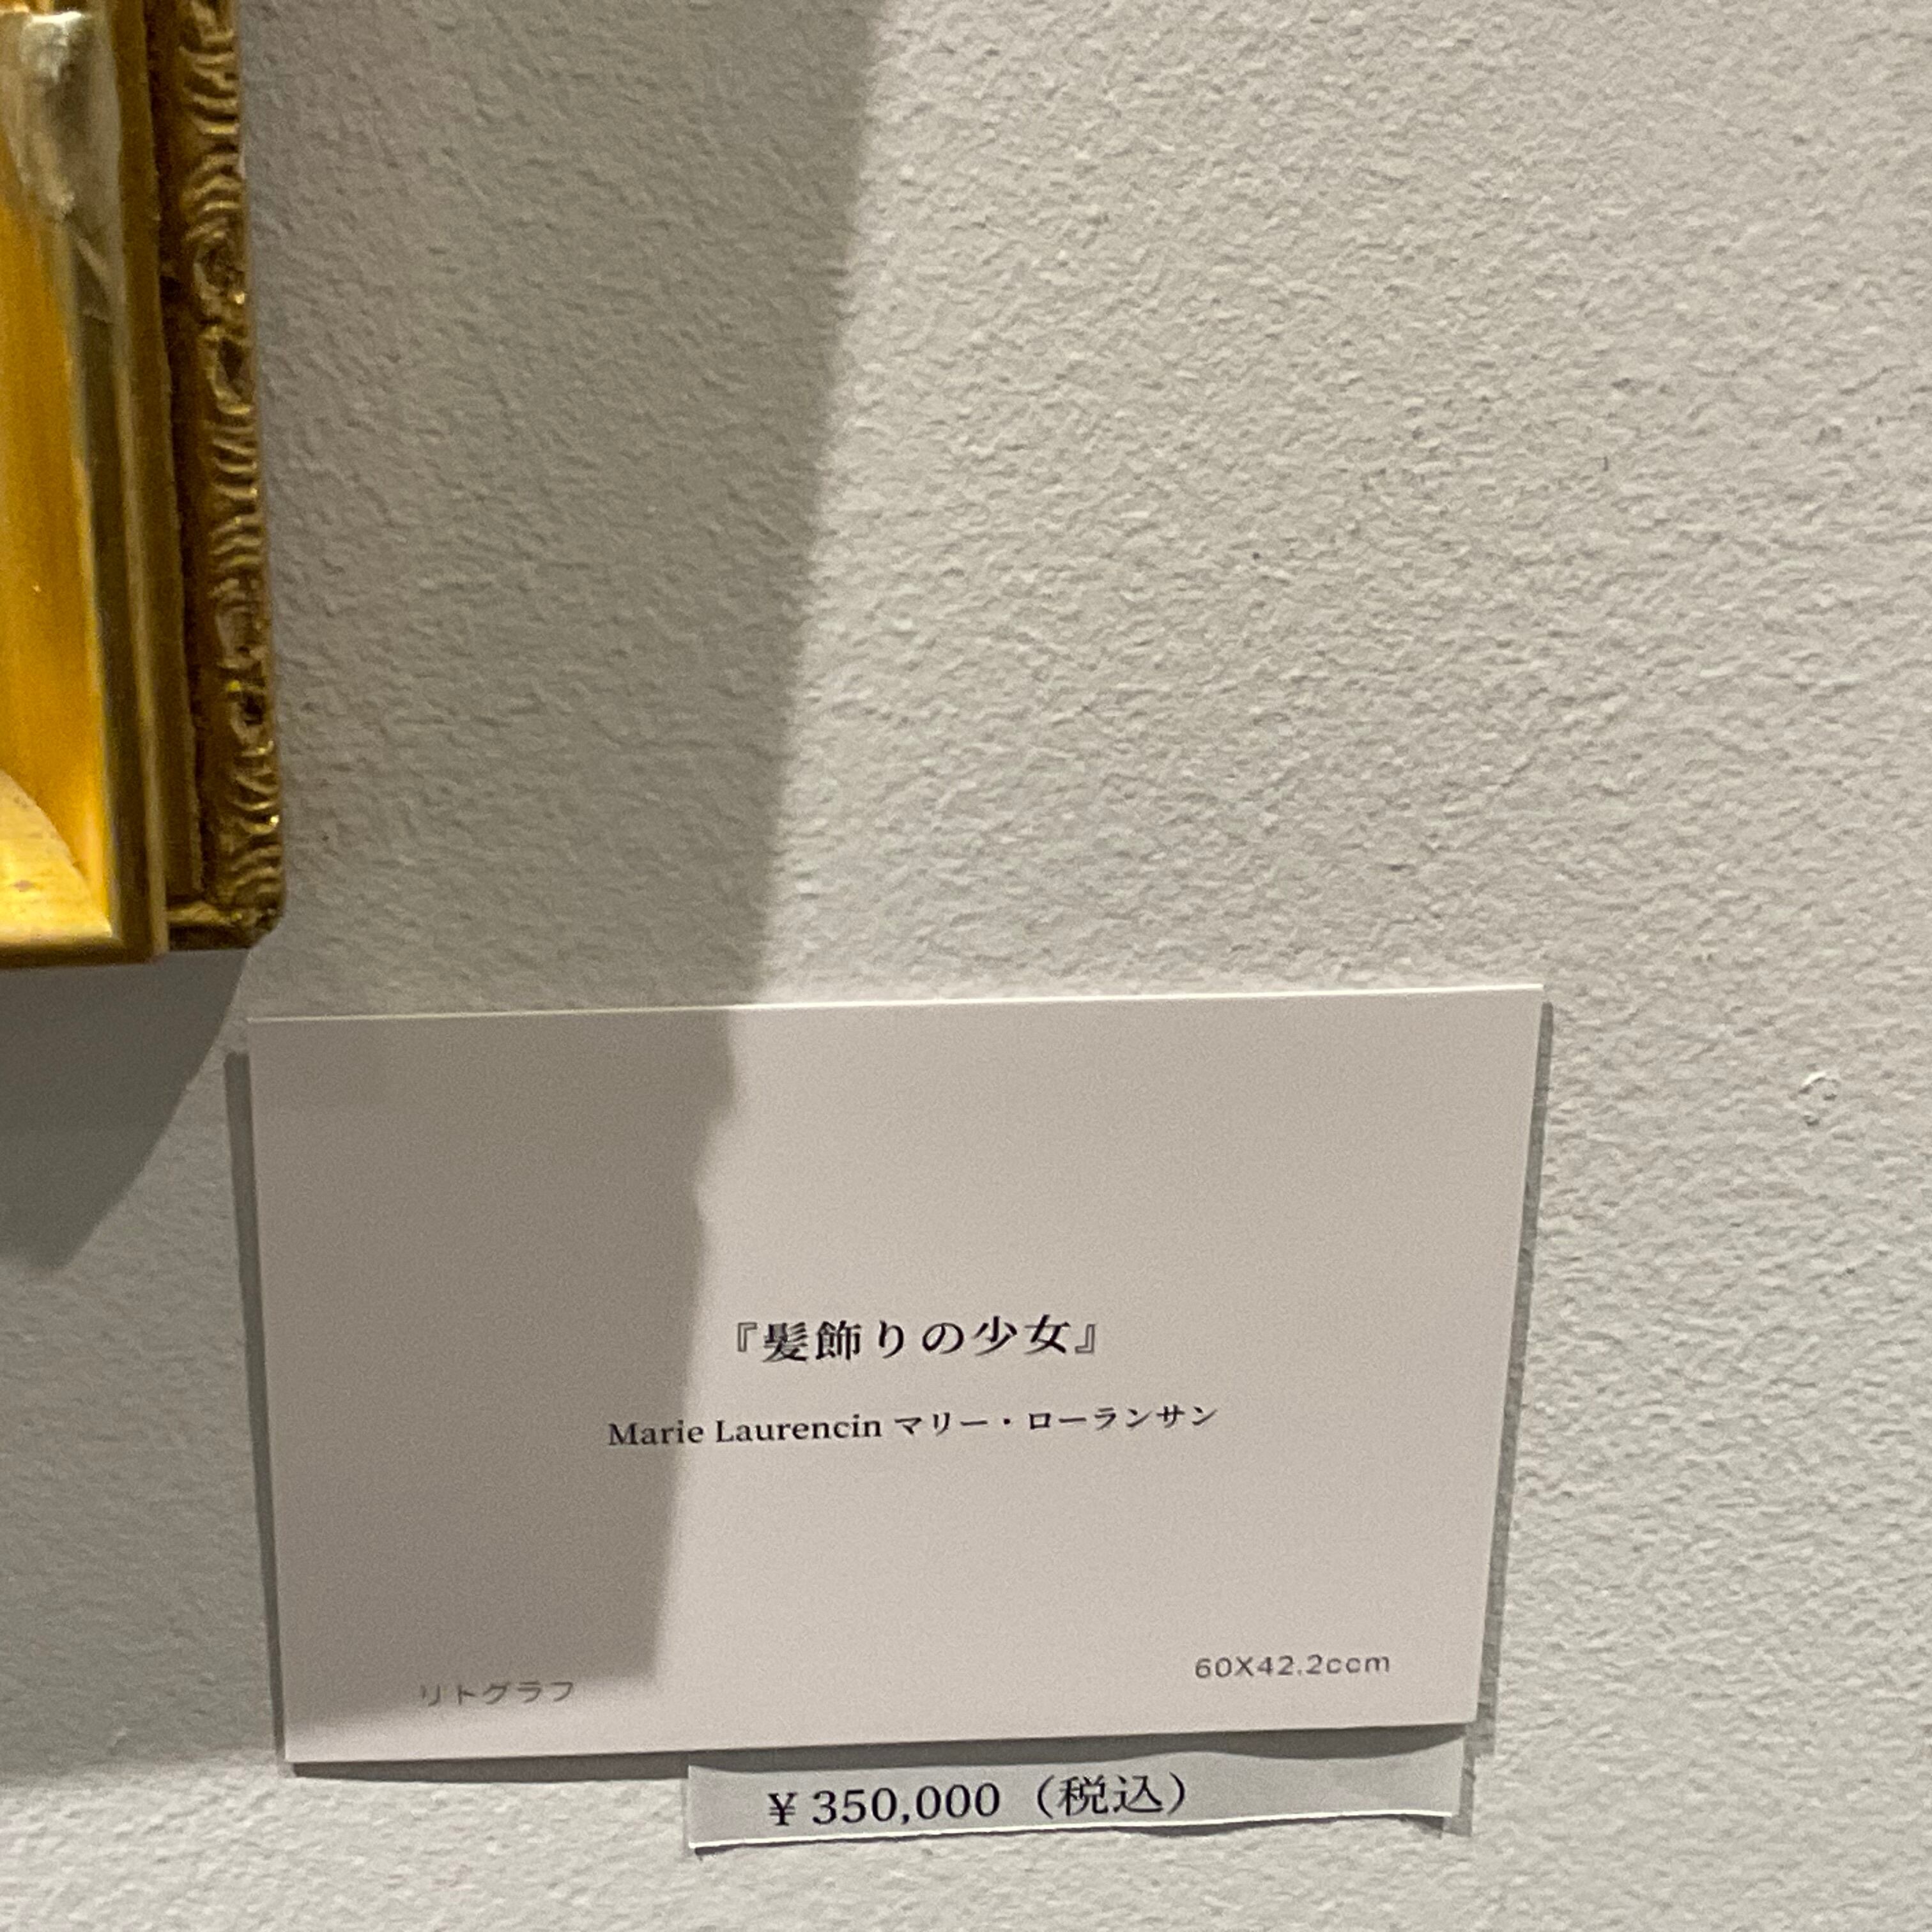 『髪飾りの少女』
Marie Laurencin マリー・ローランサン
リトグラフ
60X42.2ccm
¥350,000（税込）